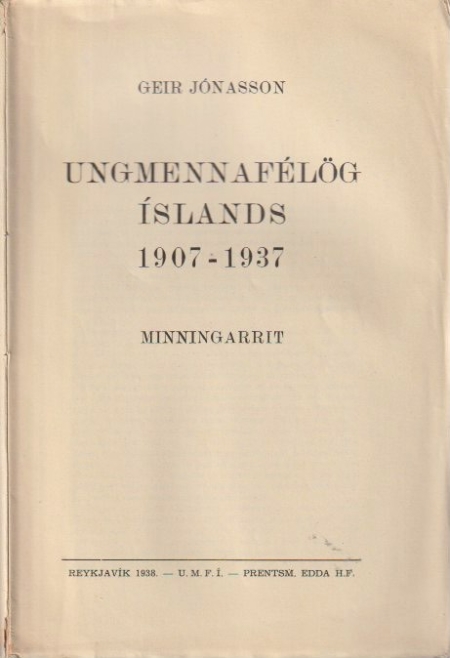 GEIR JÓNASSON
UNGMENNAFÉLÖG
ÍSLANDS
1907-1937
MINNINGARRIT
REYKJAVÍK 1938. — U. M. F. Í. — PRENTSM. EDDA H.F.